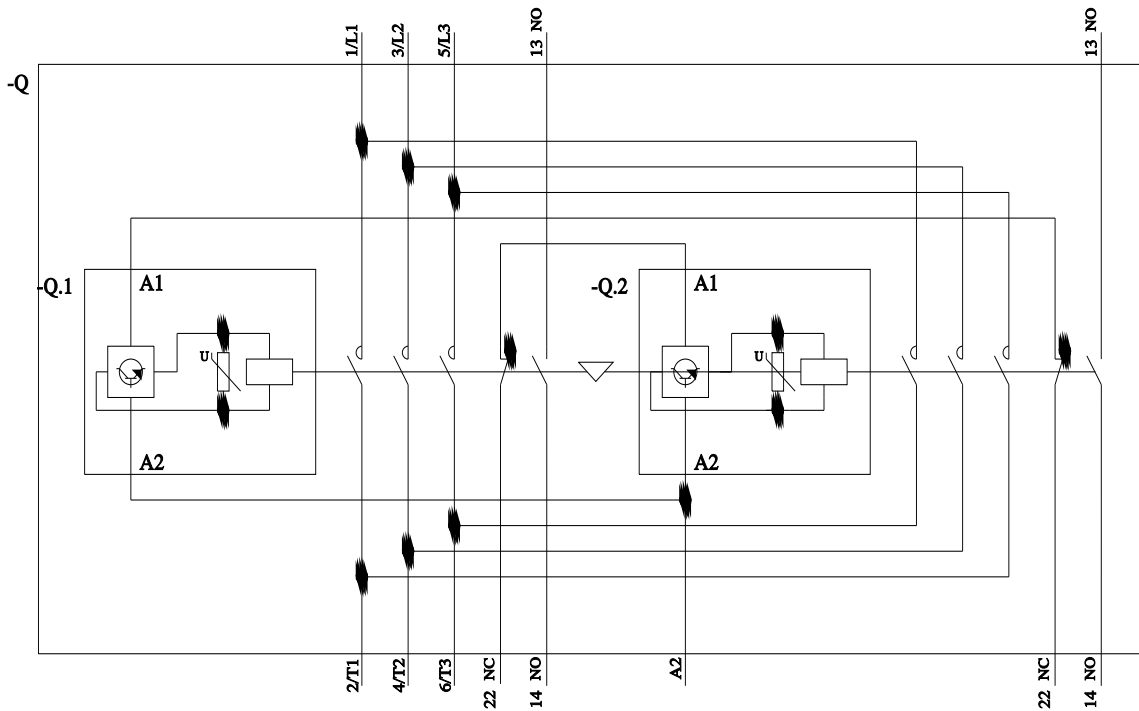 1/L1
3/L2
5/L3
13 NO
13 NO
-Q
-Q.1
A1
-Q.2
A1
U
U
A2
A2
2/T1
4/T2
6/T3
22 NC
14 NO
A2
22 NC
14 NO